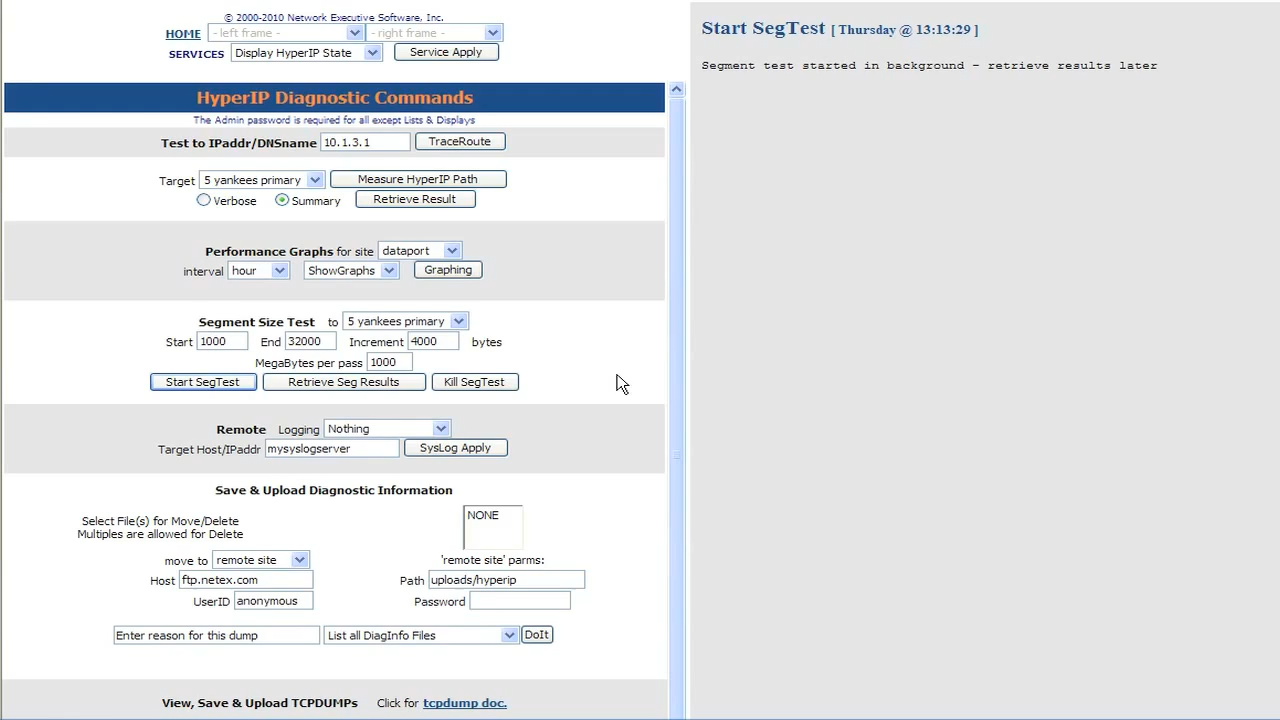 © 2000-2010 Network Executive Software, Inc.
HOME - left frame - - right frame -
SERVICES Display HyperIP State Service Apply
HyperIP Diagnostic Commands
The Admin password is required for all except Lists & Displays
Test to IPaddr/DNSname 10.1.3.1 TraceRoute
Target 5 yankees primary Measure HyperIP Path
Verbose Summary Retrieve Result
Performance Graphs for site dataport
interval hour ShowGraphs Graphing
Segment Size Test to 5 yankees primary
Start 1000 End 32000 Increment 4000 bytes
MegaBytes per pass 1000
Start SegTest Retrieve Seg Results Kill SegTest
Remote Logging Nothing
Target Host/IPaddr mysyslogserver SysLog Apply
Save & Upload Diagnostic Information
Select File(s) for Move/Delete
Multiples are allowed for Delete
NONE
move to remote site 'remote site' parms:
Host ftp.netex.com Path uploads/hyperip
UserID anonymous Password
Enter reason for this dump List all DiagInfo Files DoIt
View, Save & Upload TCPDUMPs Click for tcpdump doc.
Start SegTest [ Thursday @ 13:13:29 ]
Segment test started in background - retrieve results later